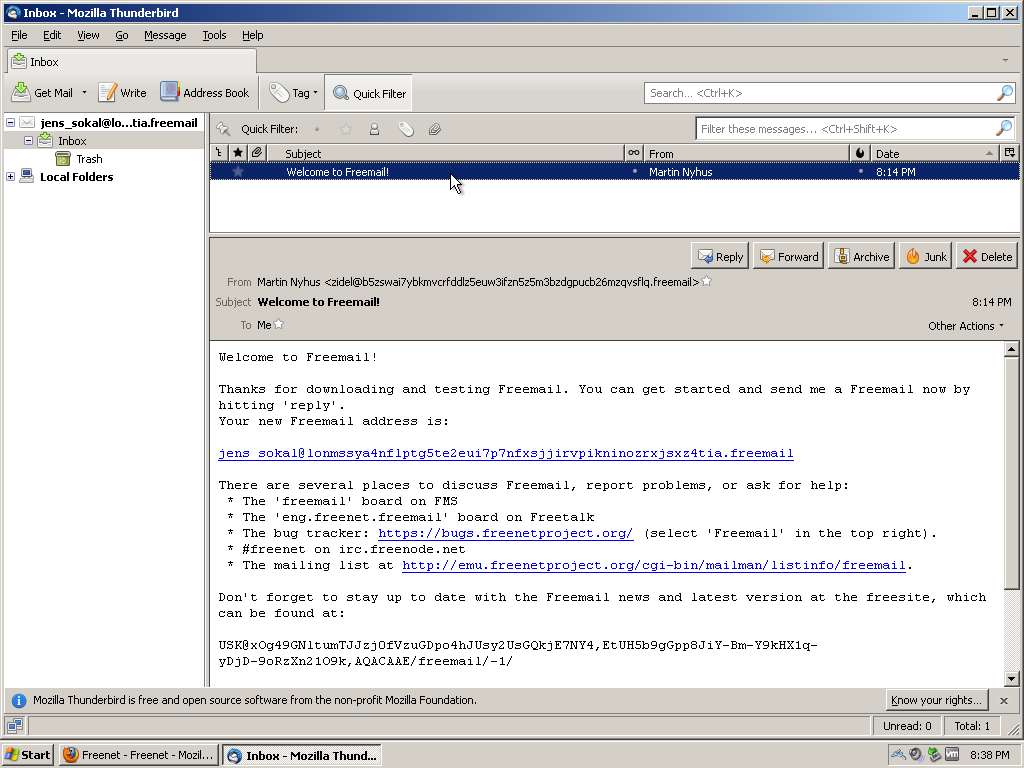 Inbox - Mozilla Thunderbird
File Edit View Go Message Tools Help
Inbox
Get Mail Write Address Book Tag Quick Filter Search... <Ctrl+K>
jens_sokal@lo...tia.freemail
Inbox
Trash
Local Folders
Quick Filter: Filter these messages... <Ctrl+Shift+K>
Subject From Date
Welcome to Freemail! Martin Nyhus 8:14 PM
Reply Forward Archive Junk Delete
From Martin Nyhus <zidel@b5zswai7ybkmvcrfddlz5euw3ifzn5z5m3bzdgpucb26mzqvsflq.freemail>
Subject Welcome to Freemail! 8:14 PM
To Me Other Actions
Welcome to Freemail!
Thanks for downloading and testing Freemail. You can get started and send me a Freemail now by
hitting 'reply'.
Your new Freemail address is:
jens_sokal@lonmssya4nflptg5te2eui7p7nfxsjjirvpikninozrxjsxz4tia.freemail
There are several places to discuss Freemail, report problems, or ask for help:
* The 'freemail' board on FMS
* The 'eng.freenet.freemail' board on Freetalk
* The bug tracker: https://bugs.freenetproject.org/ (select 'Freemail' in the top right).
* #freenet on irc.freenode.net
* The mailing list at http://emu.freenetproject.org/cgi-bin/mailman/listinfo/freemail.
Don't forget to stay up to date with the Freemail news and latest version at the freesite, which
can be found at:
USK@xOg49GNltumTJJzjOfVzuGDpo4hJUsy2UsGQkjE7NY4,EtUH5b9gGpp8JiY-Bm-Y9kHX1q-
yDjD-9oRzXn21O9k,AQACAAE/freemail/-1/
Mozilla Thunderbird is free and open source software from the non-profit Mozilla Foundation. Know your rights...
Unread: 0 Total: 1
Start Freenet - Freenet - Mozil... Inbox - Mozilla Thund... 8:38 PM